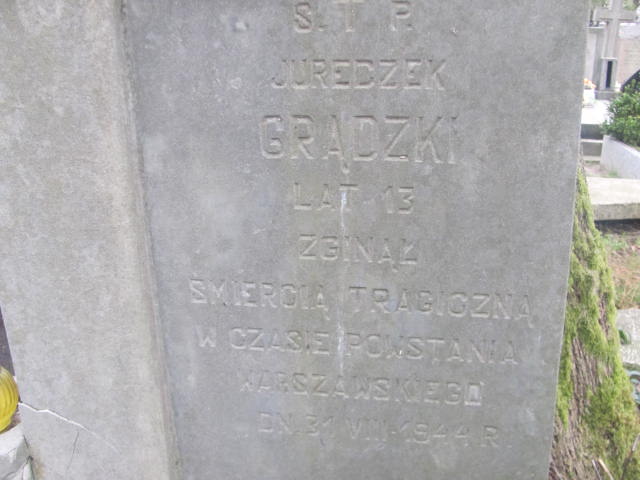 Ś. T P.
JUREDZEK
GRĄDZKI
LAT 13
ZGINĄŁ
ŚMIERCIĄ TRAGICZNĄ
W CZASIE POWSTANIA
WARSZAWSKIEGO
DN. 31 VIII-1944 R